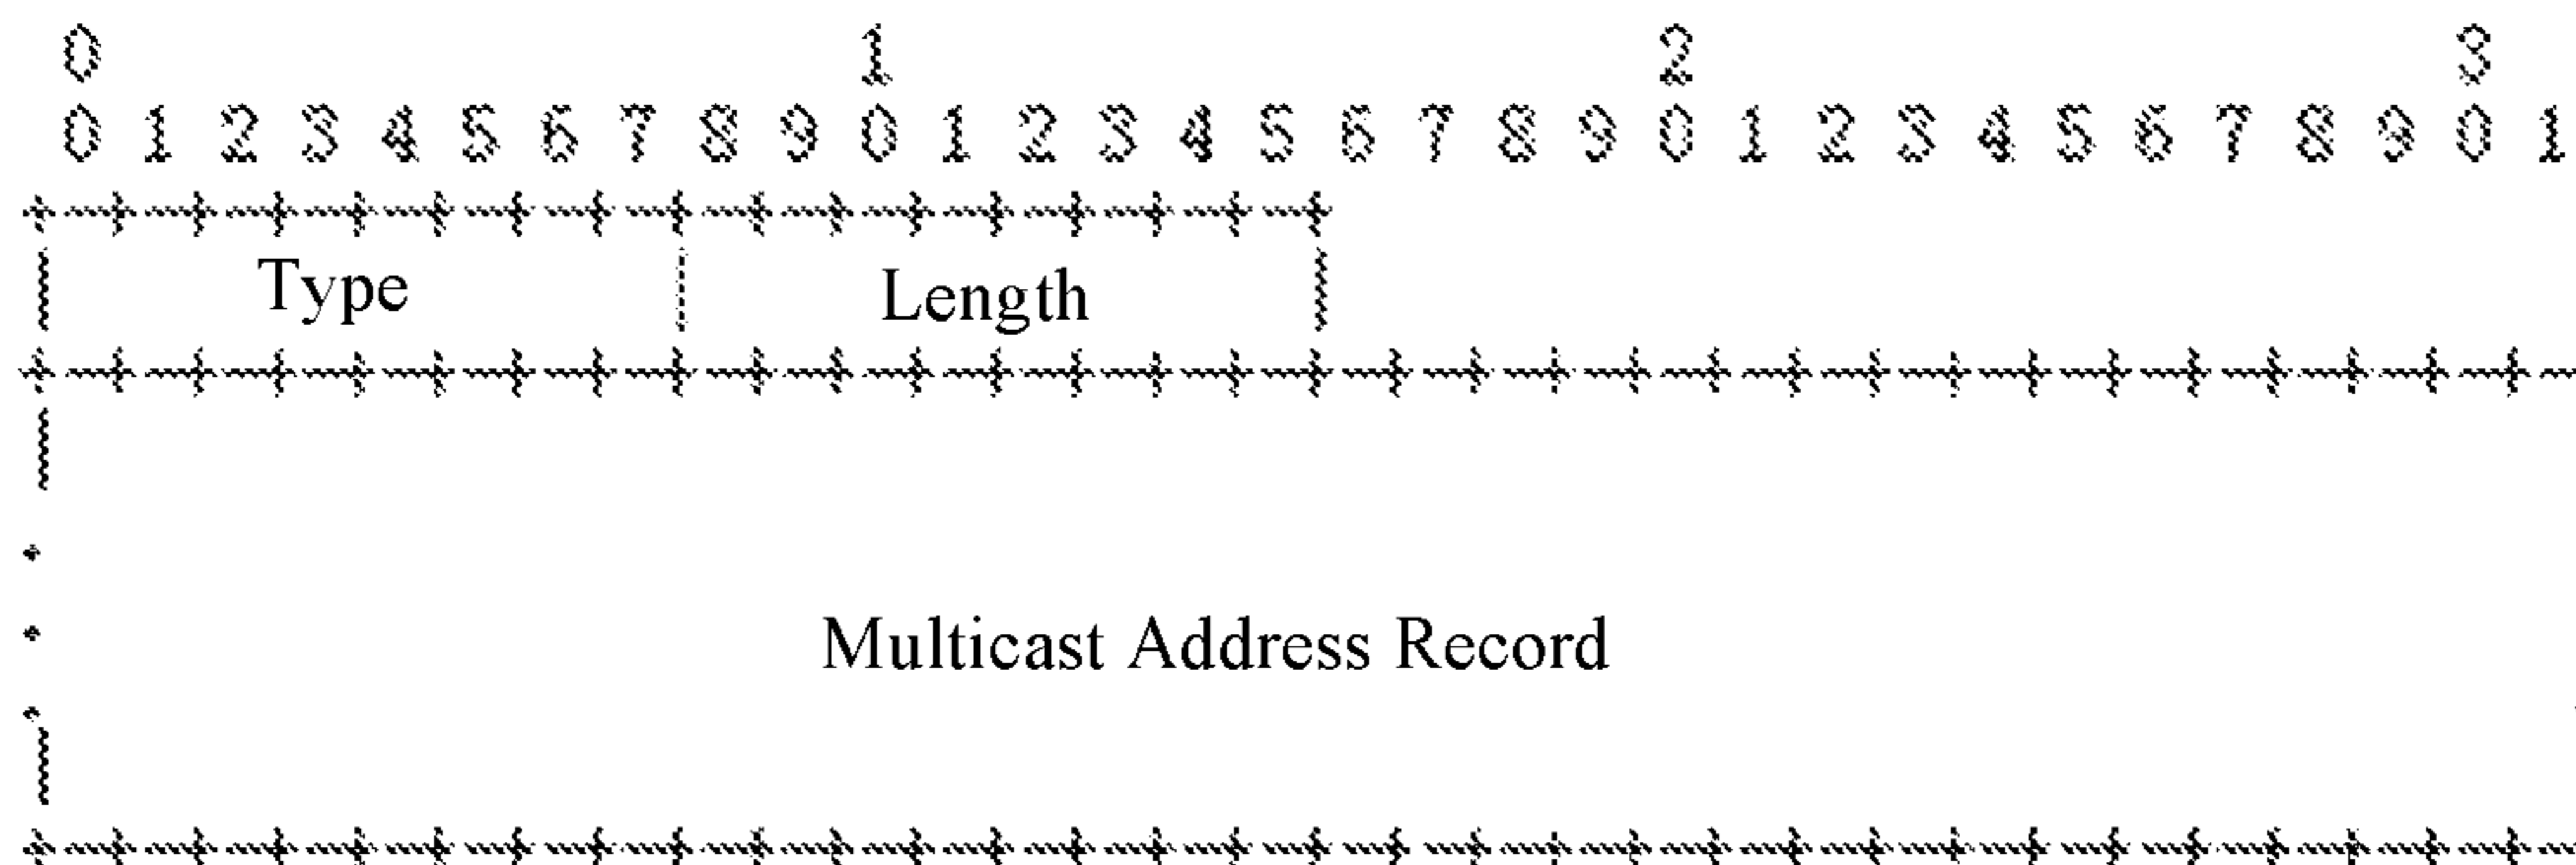 0 1 2 3
0 1 2 3 4 5 6 7 8 9 0 1 2 3 4 5 6 7 8 9 0 1 2 3 4 5 6 7 8 9 0 1
Type Length
Multicast Address Record